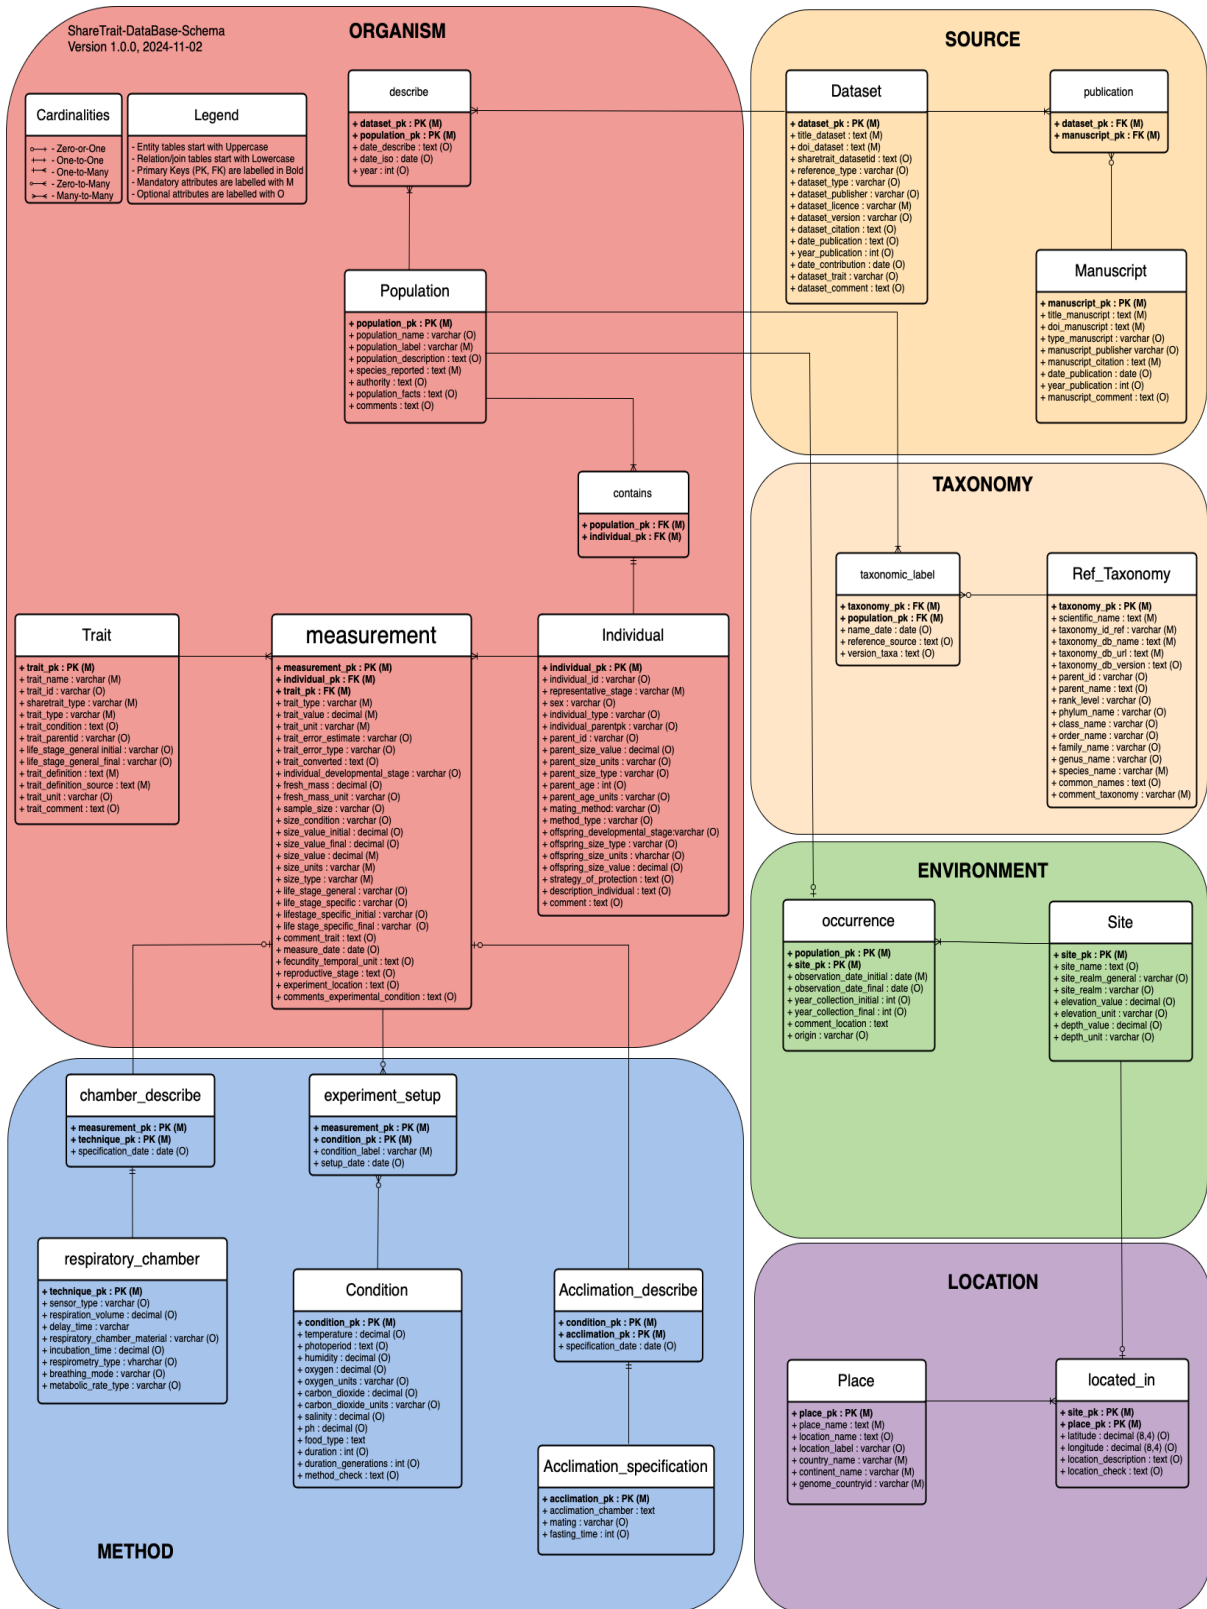 ShareTrait-DataBase-Schema
Version 1.0.0, 2024-11-02
ORGANISM
Cardinalities
- Zero-or-One
- One-to-One
- One-to-Many
- Zero-to-Many
- Many-to-Many
Legend
- Entity tables start with Uppercase
- Relation/join tables start with Lowercase
- Primary Keys (PK, FK) are labelled in Bold
- Mandatory attributes are labelled with M
- Optional attributes are labelled with O
describe
+ dataset_pk : PK (M)
+ population_pk : PK (M)
+ date_describe : text (O)
+ date_iso : date (O)
+ year : int (O)
Population
+ population_pk : PK (M)
+ population_name : varchar (O)
+ population_label : varchar (M)
+ population_description : text (O)
+ species_reported : text (M)
+ authority : text (O)
+ population_facts : text (O)
+ comments : text (O)
contains
+ population_pk : FK (M)
+ individual_pk : FK (M)
Trait
+ trait_pk : PK (M)
+ trait_name : varchar (M)
+ trait_id : varchar (O)
+ sharetrait_type : varchar (M)
+ trait_type : varchar (M)
+ trait_condition : text (O)
+ trait_parentid : varchar (O)
+ life_stage_general initial : varchar (O)
+ life_stage_general_final : varchar (O)
+ trait_definition : text (M)
+ trait_definition_source : text (M)
+ trait_unit : varchar (O)
+ trait_comment : text (O)
measurement
+ measurement_pk : PK (M)
+ individual_pk : FK (M)
+ trait_pk : FK (M)
+ trait_type : varchar (M)
+ trait_value : decimal (M)
+ trait_unit : varchar (M)
+ trait_error_estimate : varchar (O)
+ trait_error_type : varchar (O)
+ trait_converted : text (O)
+ individual_developmental_stage : varchar (O)
+ fresh_mass : decimal (O)
+ fresh_mass_unit : varchar (O)
+ sample_size : varchar (O)
+ size_condition : varchar (O)
+ size_value_initial : decimal (O)
+ size_value_final : decimal (O)
+ size_value : decimal (M)
+ size_units : varchar (M)
+ size_type : varchar (M)
+ life_stage_general : varchar (O)
+ life_stage_specific : varchar (O)
+ lifestage_specific_initial : varchar (O)
+ life stage_specific_final : varchar (O)
+ comment_trait : text (O)
+ measure_date : date (O)
+ fecundity_temporal_unit : text (O)
+ reproductive_stage : text (O)
+ experiment_location : text (O)
+ comments_experimental_condition : text (O)
Individual
+ individual_pk : PK (M)
+ individual_id : varchar (O)
+ representative_stage : varchar (M)
+ sex : varchar (O)
+ individual_type : varchar (O)
+ individual_parentpk : varchar (O)
+ parent_id : varchar (O)
+ parent_size_value : decimal (O)
+ parent_size_units : varchar (O)
+ parent_size_type : varchar (O)
+ parent_age : int (O)
+ parent_age_units : varchar (O)
+ mating_method: varchar (O)
+ method_type : varchar (O)
+ offspring_developmental_stage:varchar (O)
+ offspring_size_type : varchar (O)
+ offspring_size_units : vharchar (O)
+ offspring_size_value : decimal (O)
+ strategy_of_protection : text (O)
+ description_individual : text (O)
+ comment : text (O)
SOURCE
Dataset
+ dataset_pk : PK (M)
+ title_dataset : text (M)
+ doi_dataset : text (M)
+ sharetrait_datasetid : text (O)
+ reference_type : varchar (O)
+ dataset_type : varchar (O)
+ dataset_publisher : varchar (O)
+ dataset_licence : varchar (M)
+ dataset_version : varchar (O)
+ dataset_citation : text (O)
+ date_publication : text (O)
+ year_publication : int (O)
+ date_contribution : date (O)
+ dataset_trait : varchar (O)
+ dataset_comment : text (O)
publication
+ dataset_pk : FK (M)
+ manuscript_pk : FK (M)
Manuscript
+ manuscript_pk : PK (M)
+ title_manuscript : text (M)
+ doi_manuscript : text (M)
+ type_manuscript : varchar (O)
+ manuscript_publisher varchar (O)
+ manuscript_citation : text (M)
+ date_publication : date (O)
+ year_publication : int (O)
+ manuscript_comment : text (O)
TAXONOMY
taxonomic_label
+ taxonomy_pk : FK (M)
+ population_pk : FK (M)
+ name_date : date (O)
+ reference_source : text (O)
+ version_taxa : text (O)
Ref_Taxonomy
+ taxonomy_pk : PK (M)
+ scientific_name : text (M)
+ taxonomy_id_ref : varchar (M)
+ taxonomy_db_name : text (M)
+ taxonomy_db_url : text (M)
+ taxonomy_db_version : text (O)
+ parent_id : varchar (O)
+ parent_name : text (O)
+ rank_level : varchar (O)
+ phylum_name : varchar (O)
+ class_name : varchar (O)
+ order_name : varchar (O)
+ family_name : varchar (O)
+ genus_name : varchar (O)
+ species_name : varchar (M)
+ common_names : text (O)
+ comment_taxonomy : varchar (M)
ENVIRONMENT
occurrence
+ population_pk : PK (M)
+ site_pk : PK (M)
+ observation_date_initial : date (M)
+ observation_date_final : date (O)
+ year_collection_initial : int (O)
+ year_collection_final : int (O)
+ comment_location : text
+ origin : varchar (O)
Site
+ site_pk : PK (M)
+ site_name : text (O)
+ site_realm_general : varchar (O)
+ site_realm : varchar (O)
+ elevation_value : decimal (O)
+ elevation_unit : varchar (O)
+ depth_value : decimal (O)
+ depth_unit : varchar (O)
chamber_describe
+ measurement_pk : PK (M)
+ technique_pk : PK (M)
+ specification_date : date (O)
experiment_setup
+ measurement_pk : PK (M)
+ condition_pk : PK (M)
+ condition_label : varchar (M)
+ setup_date : date (O)
respiratory_chamber
+ technique_pk : PK (M)
+ sensor_type : varchar (O)
+ respiration_volume : decimal (O)
+ delay_time : varchar
+ respiratory_chamber_material : varchar (O)
+ incubation_time : decimal (O)
+ respirometry_type : vharchar (O)
+ breathing_mode : varchar (O)
+ metabolic_rate_type : varchar (O)
Condition
+ condition_pk : PK (M)
+ temperature : decimal (O)
+ photoperiod : text (O)
+ humidity : decimal (O)
+ oxygen : decimal (O)
+ oxygen_units : varchar (O)
+ carbon_dioxide : decimal (O)
+ carbon_dioxide_units : varchar (O)
+ salinity : decimal (O)
+ ph : decimal (O)
+ food_type : text
+ duration : int (O)
+ duration_generations : int (O)
+ method_check : text (O)
Acclimation_describe
+ condition_pk : PK (M)
+ acclimation_pk : PK (M)
+ specification_date : date (O)
Acclimation_specification
+ acclimation_pk : PK (M)
+ acclimation_chamber : text
+ mating : varchar (O)
+ fasting_time : int (O)
METHOD
LOCATION
Place
+ place_pk : PK (M)
+ place_name : text (M)
+ location_name : text (O)
+ location_label : varchar (O)
+ country_name : varchar (M)
+ continent_name : varchar (M)
+ genome_countryid : varchar (M)
located_in
+ site_pk : PK (M)
+ place_pk : PK (M)
+ latitude : decimal (8,4) (O)
+ longitude : decimal (8,4) (O)
+ location_description : text (O)
+ location_check : text (O)